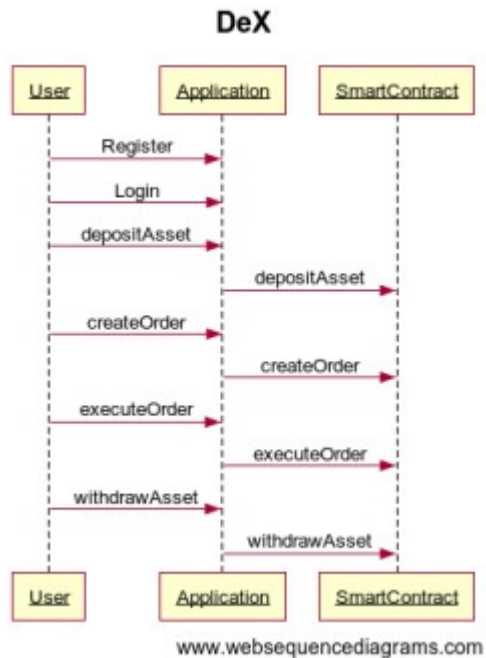 DeX
User Application SmartContract
Register
Login
depositAsset
depositAsset
createOrder
createOrder
executeOrder
executeOrder
withdrawAsset
withdrawAsset
User Application SmartContract
www.websequencediagrams.com